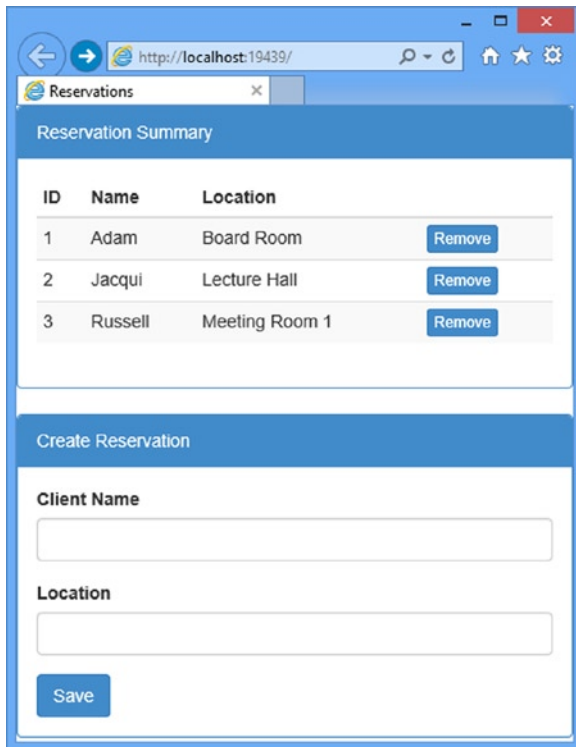 http://localhost:19439/
Reservations
Reservation Summary
ID Name Location
1 Adam Board Room Remove
2 Jacqui Lecture Hall Remove
3 Russell Meeting Room 1 Remove
Create Reservation
Client Name
Location
Save